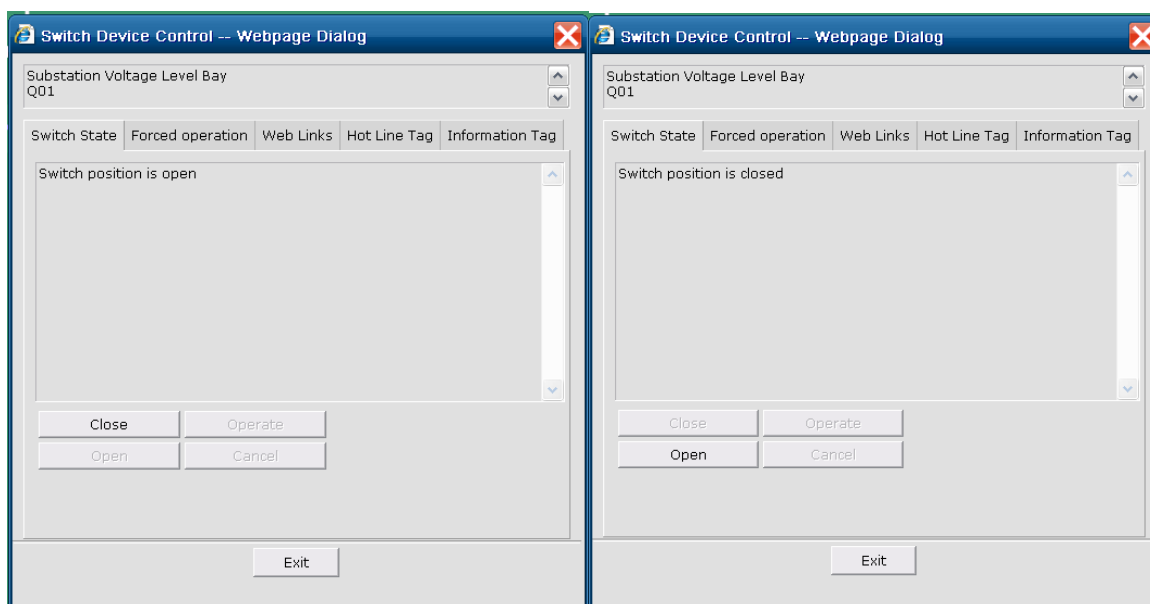 Switch Device Control -- Webpage Dialog
Substation Voltage Level Bay
Q01
Switch State Forced operation Web Links Hot Line Tag Information Tag
Switch position is open
Close Operate
Open Cancel
Exit
Switch Device Control -- Webpage Dialog
Substation Voltage Level Bay
Q01
Switch State Forced operation Web Links Hot Line Tag Information Tag
Switch position is closed
Close Operate
Open Cancel
Exit